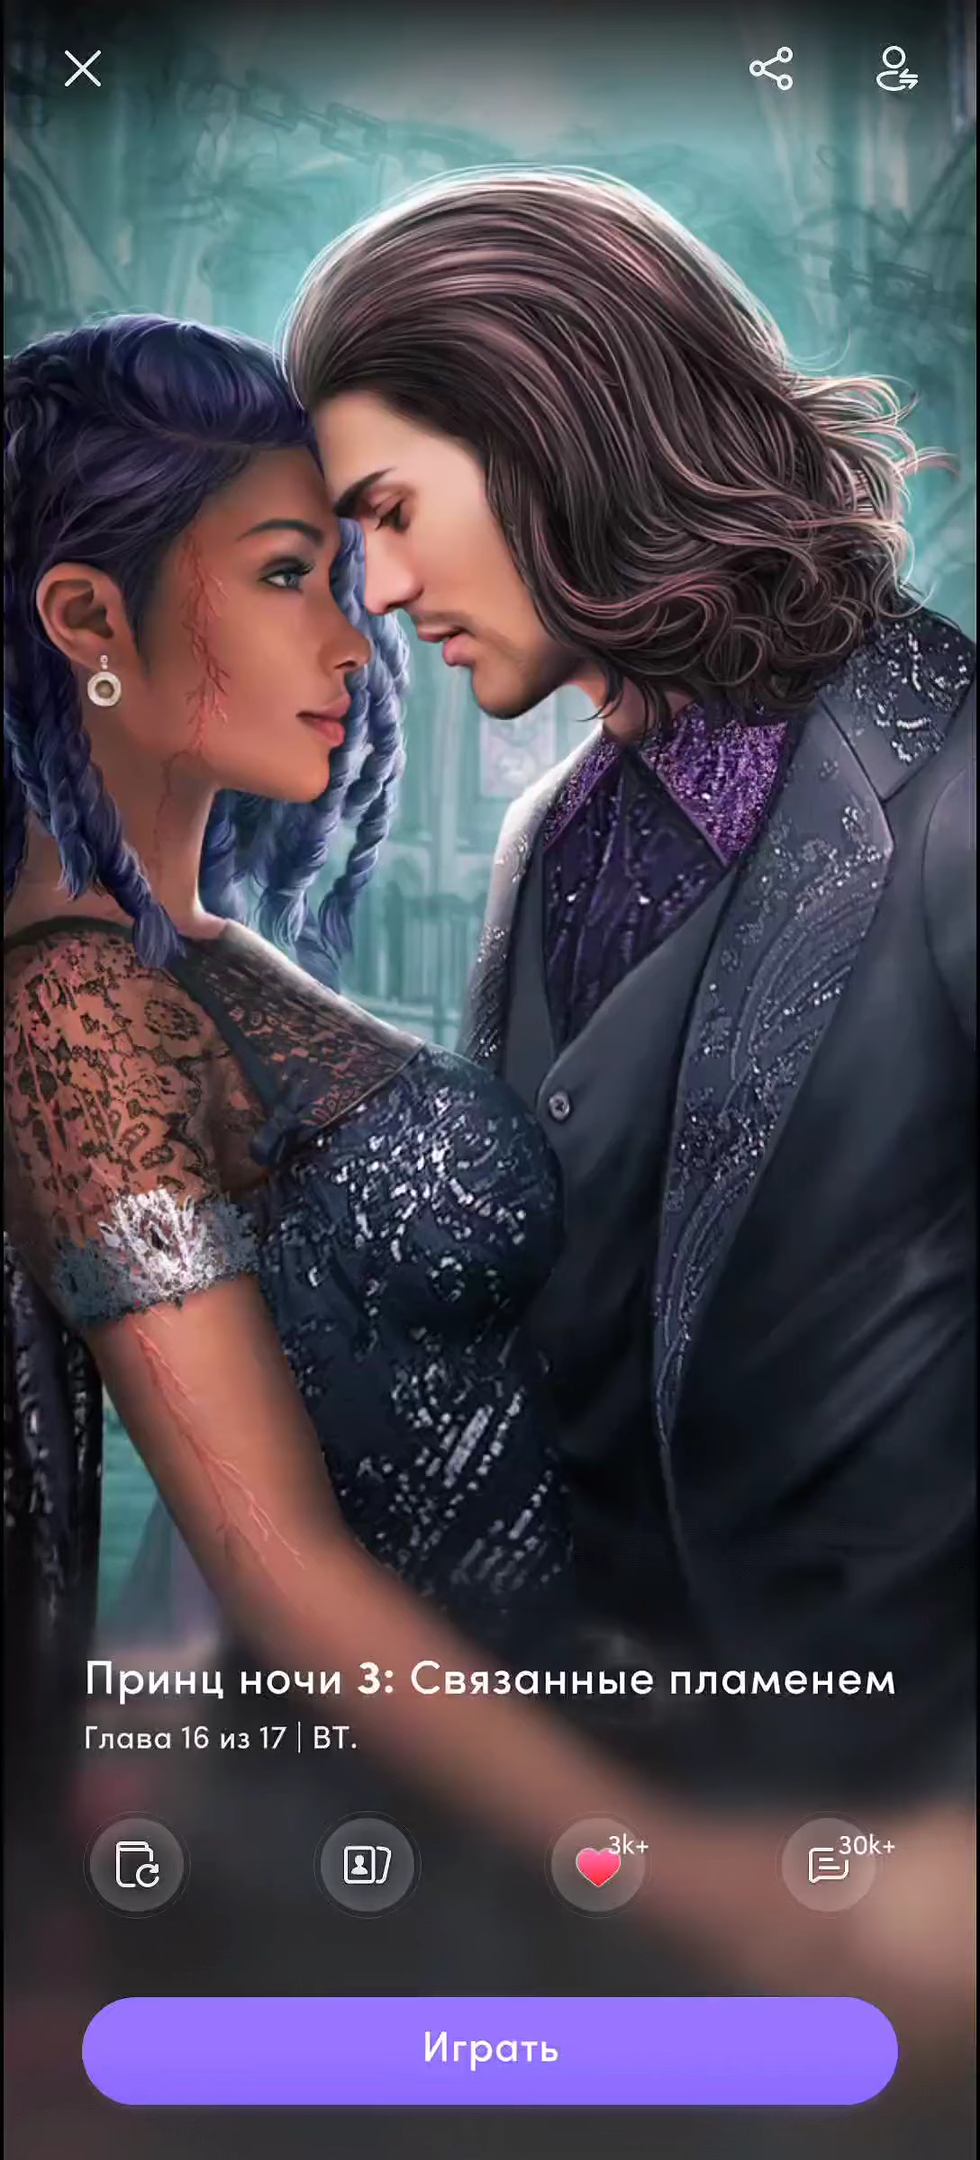 Принц ночи 3: Связанные пламенем
Глава 16 из 17 | ВТ.
3k+
30k+
Играть